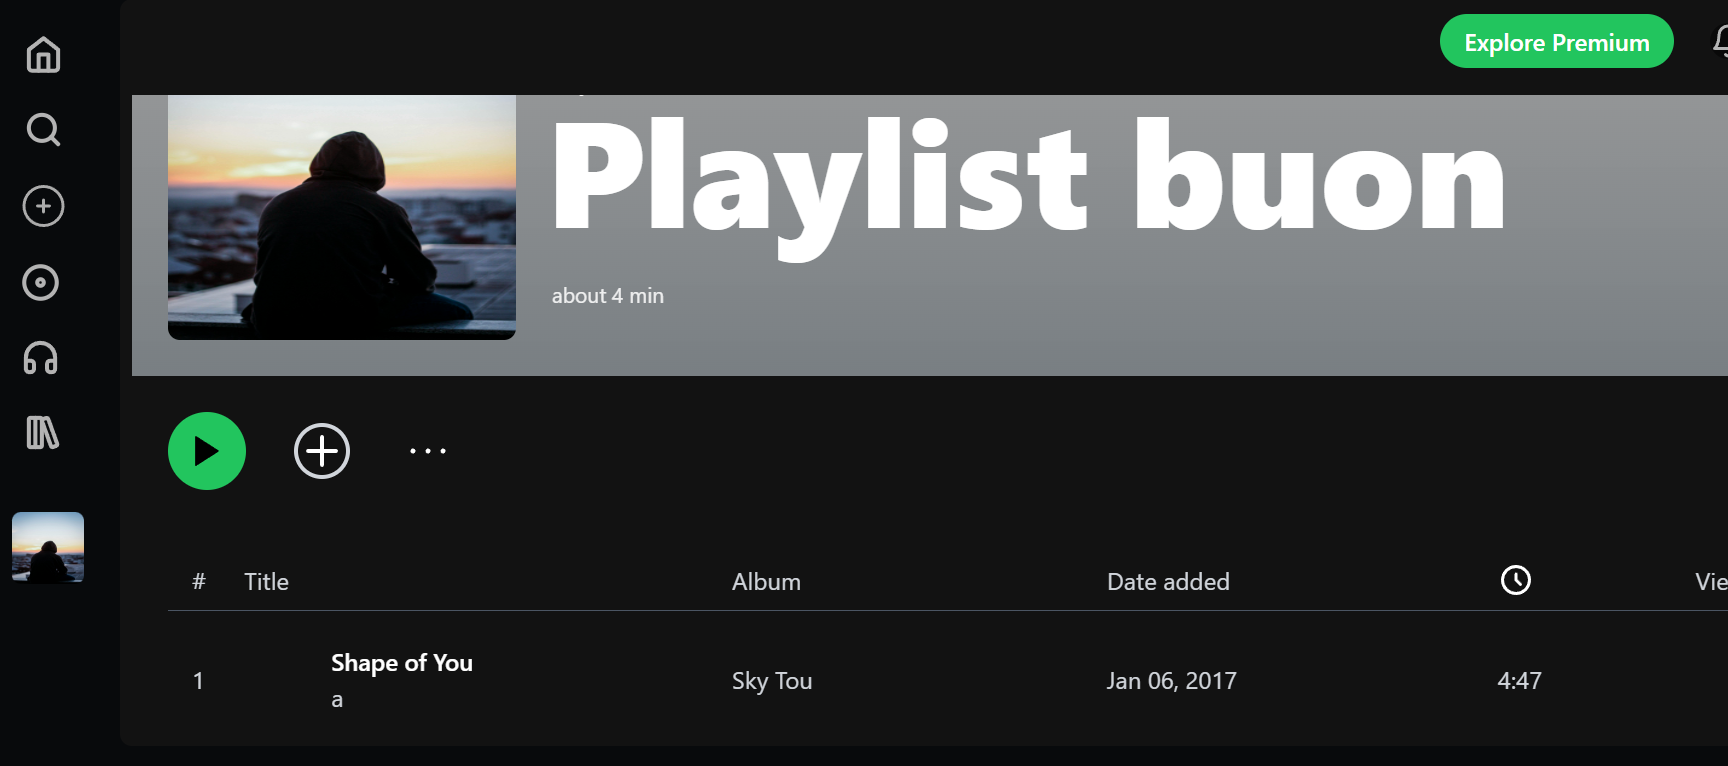 Explore Premium
Playlist buon
about 4 min
# Title Album Date added
1 Shape of You Sky Tou Jan 06, 2017 4:47
a